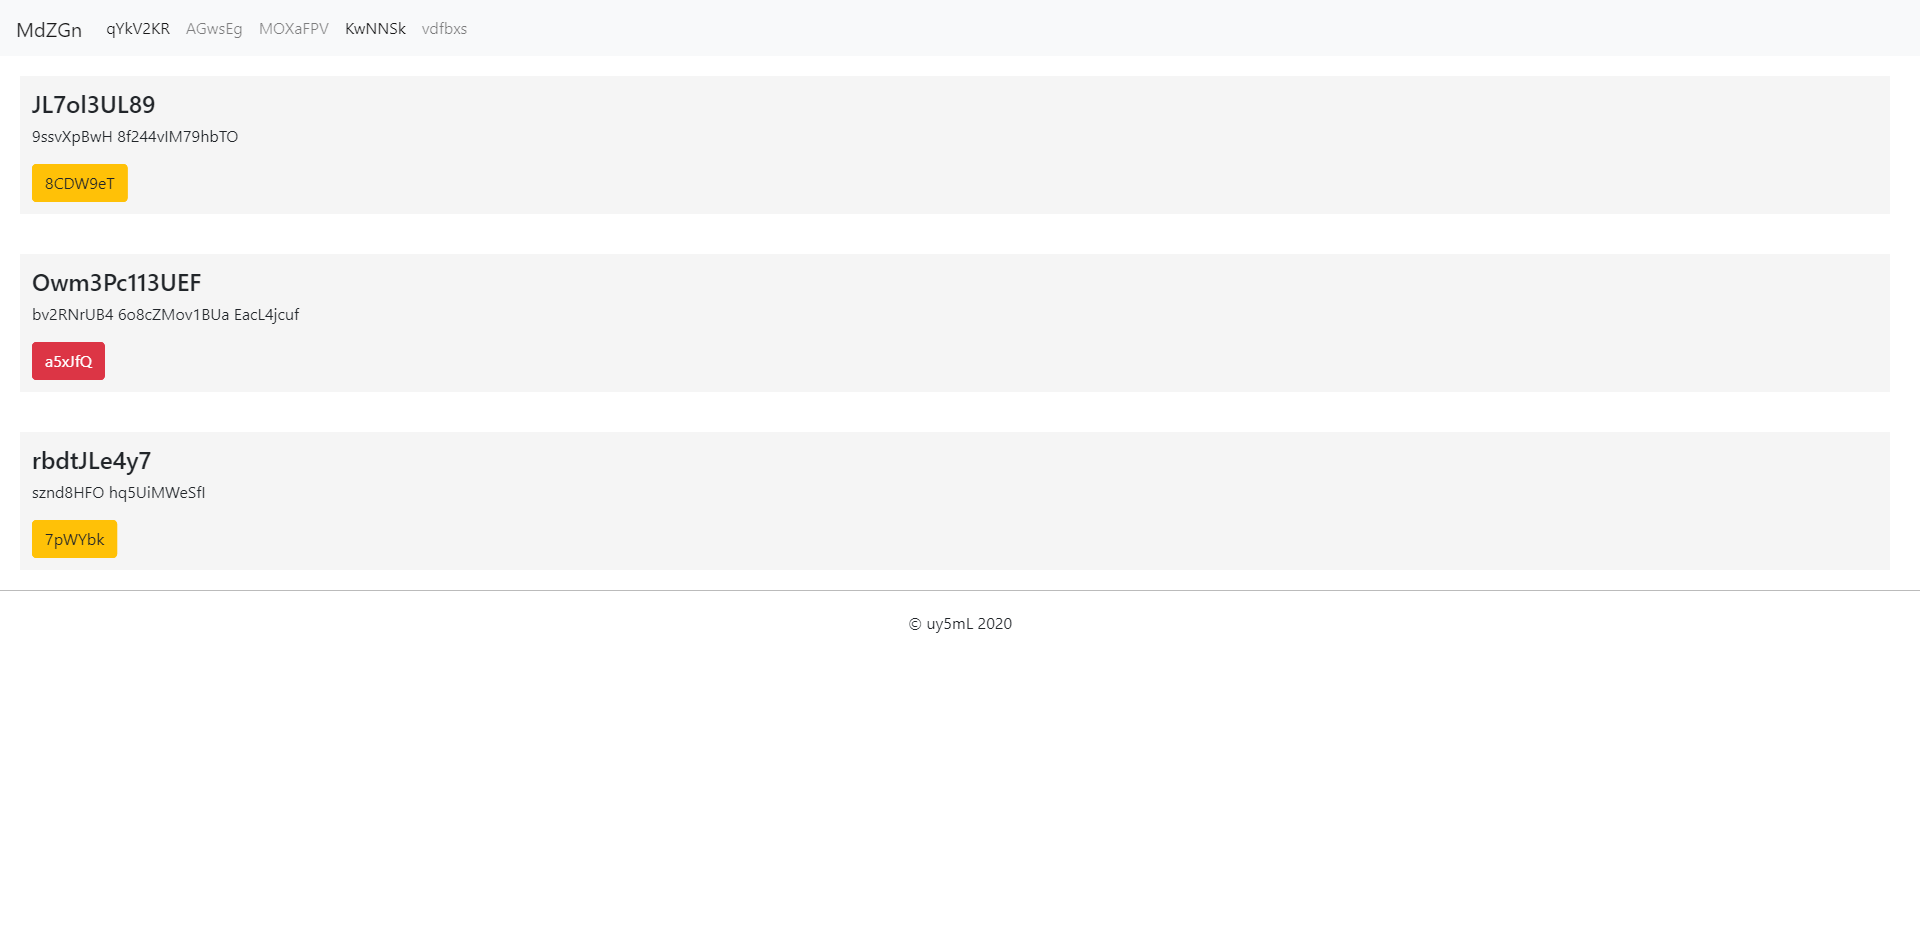 MdZGn qYkV2KR AGwsEg MOXaFPV KwNNSk vdfbxs
JL7ol3UL89
9ssvXpBwH 8f244vIM79hbTO
8CDW9eT
Owm3Pc113UEF
bv2RNrUB4 6o8cZMov1BUa EacL4jcuf
a5xJfQ
rbdtJLe4y7
sznd8HFO hq5UiMWeSfI
7pWYbk
© uy5mL 2020